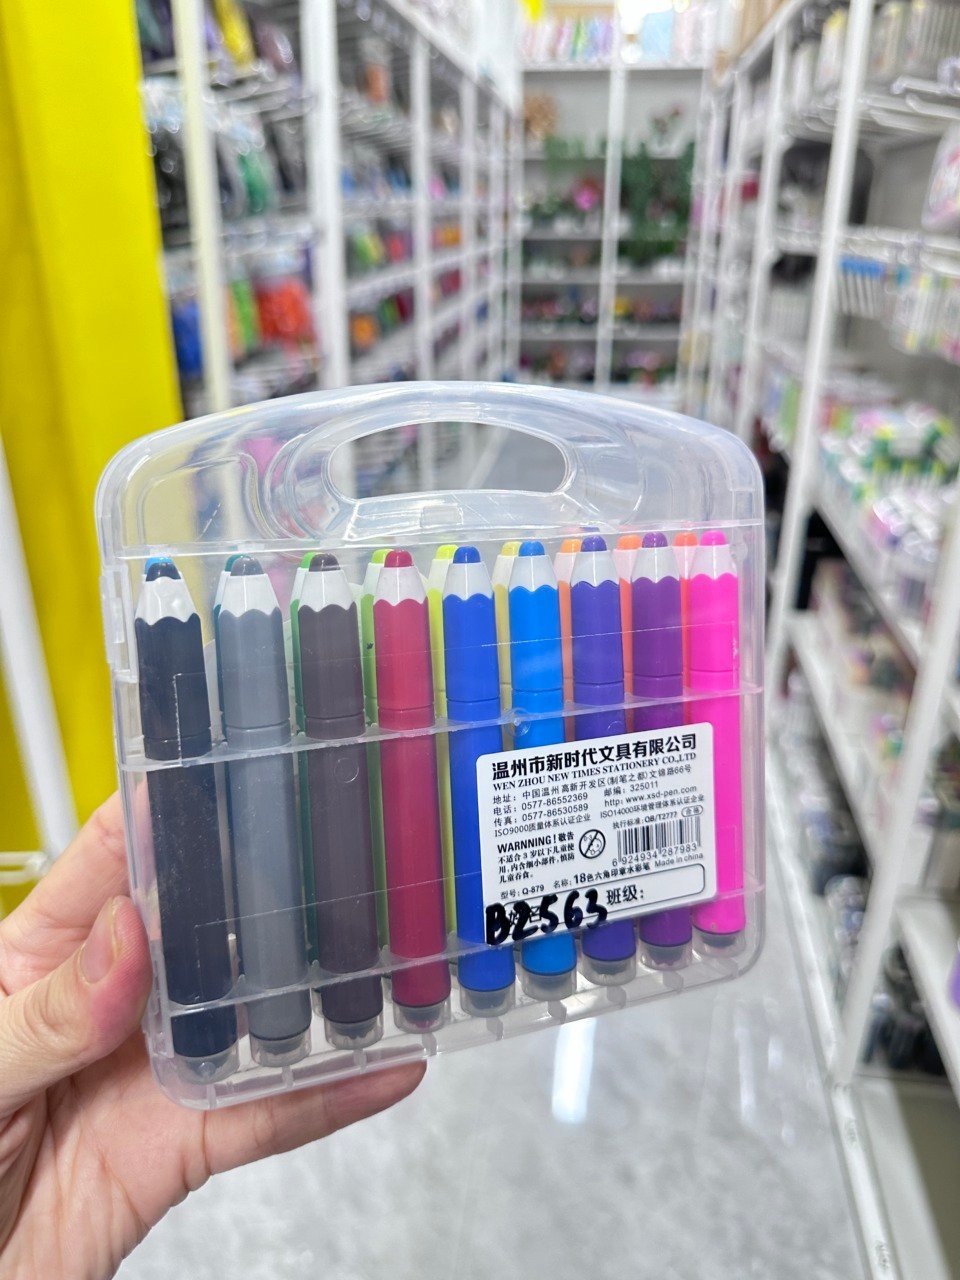 温州市新时代文具有限公司
WEN ZHOU NEW TIMES STATIONERY CO.,LTD
地址：中国温州高新开发区(制笔之都)文锦路66号
电话：0577-86552369 邮编：325011
传真：0577-86530589 http: www.xsd-pen.com
ISO9000质量体系认证企业 ISO14000环境管理体系认证企业
执行标准：QB/T2777 合格
WARNNING!敬告
不适合3岁以下儿童使
用，内含细小部件，慎防
儿童吞食。
6 924934 287983
型号：Q-879 名称：18色六角印章水彩笔 Made in china
班级：
B2563